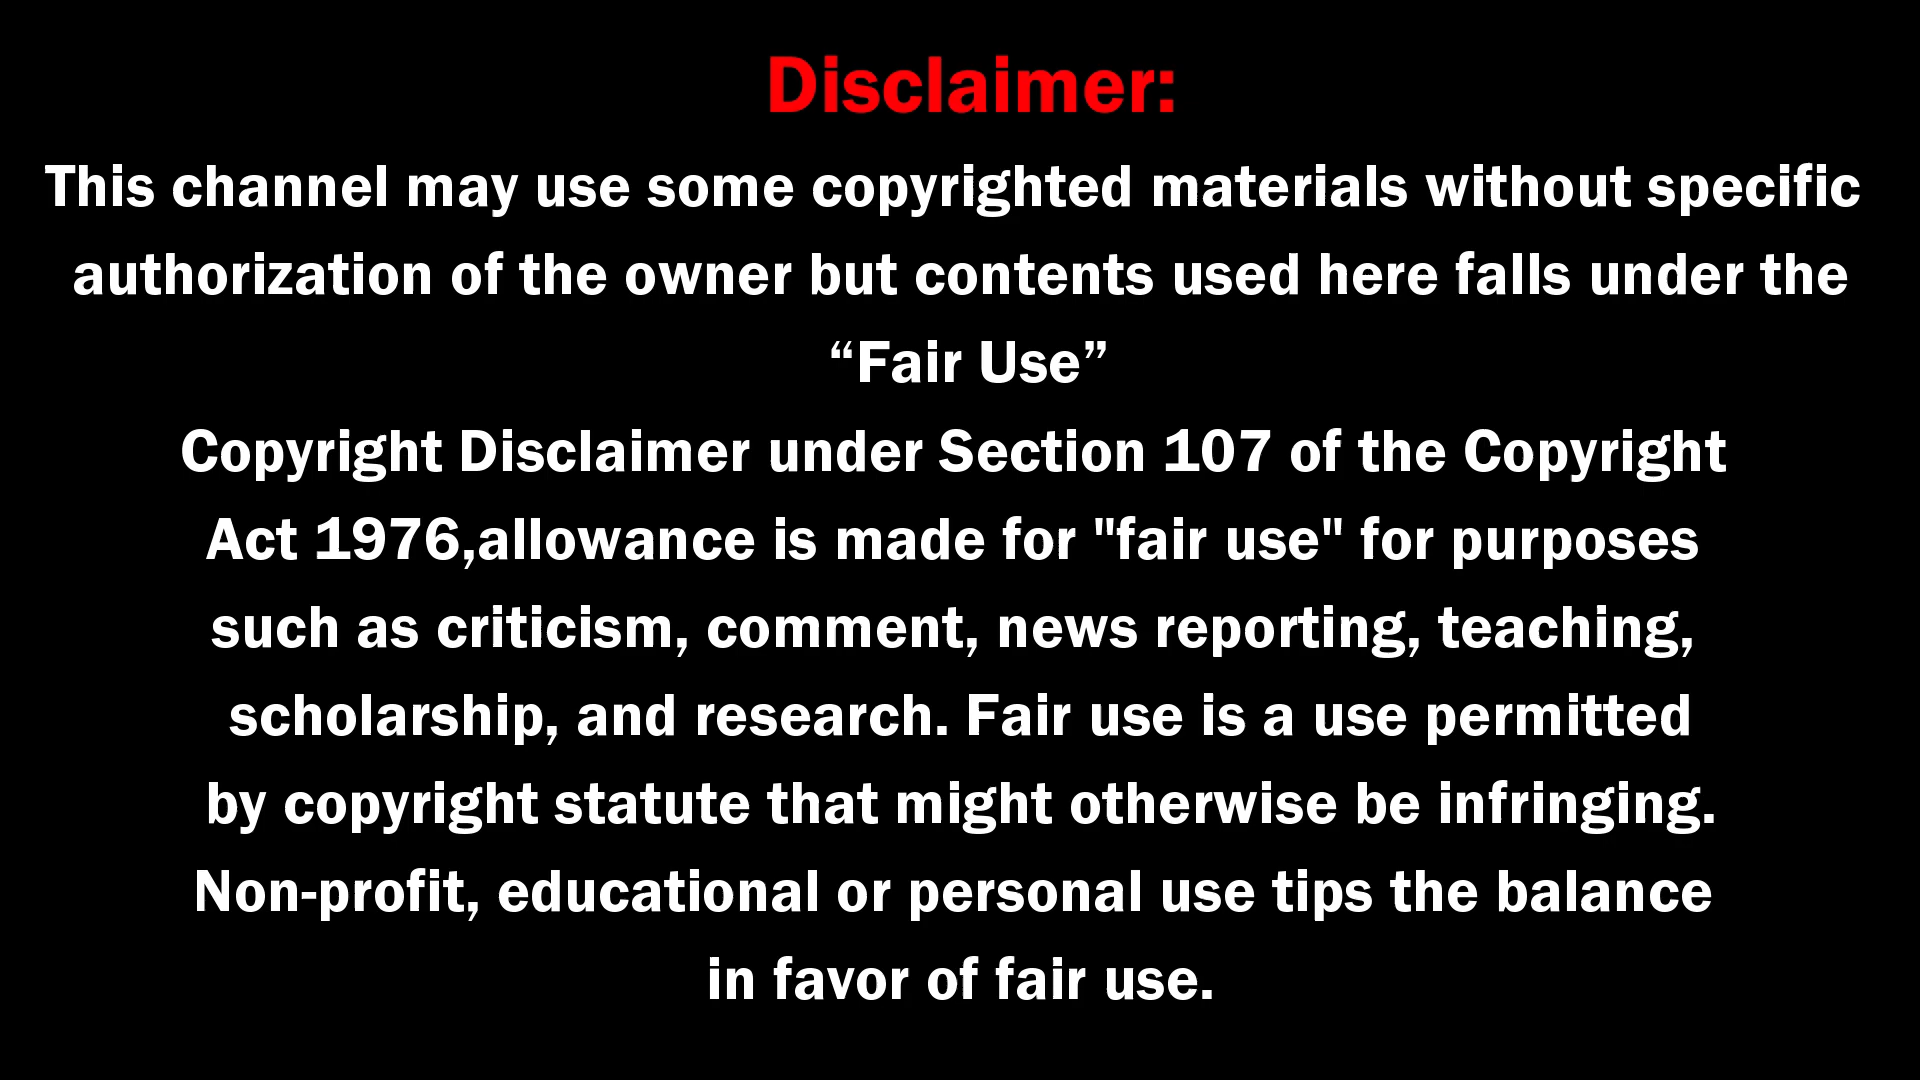 Disclaimer:
This channel may use some copyrighted materials without specific
authorization of the owner but contents used here falls under the
“Fair Use”
Copyright Disclaimer under Section 107 of the Copyright
Act 1976,allowance is made for "fair use" for purposes
such as criticism, comment, news reporting, teaching,
scholarship, and research. Fair use is a use permitted
by copyright statute that might otherwise be infringing.
Non-profit, educational or personal use tips the balance
in favor of fair use.